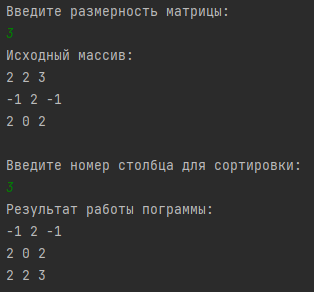 Введите размерность матрицы:
3
Исходный массив:
2 2 3
-1 2 -1
2 0 2
Введите номер столбца для сортировки:
3
Результат работы пограммы:
-1 2 -1
2 0 2
2 2 3